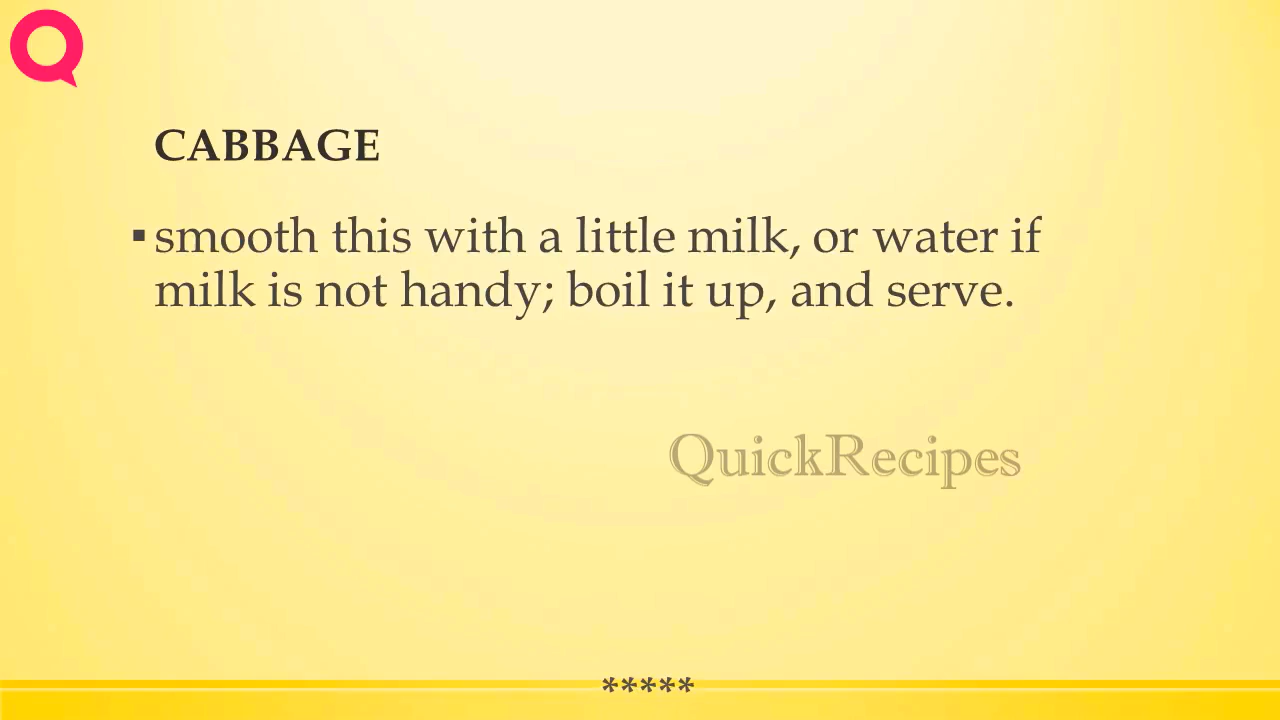 CABBAGE
▪ smooth this with a little milk, or water if
milk is not handy; boil it up, and serve.
QuickRecipes
*****